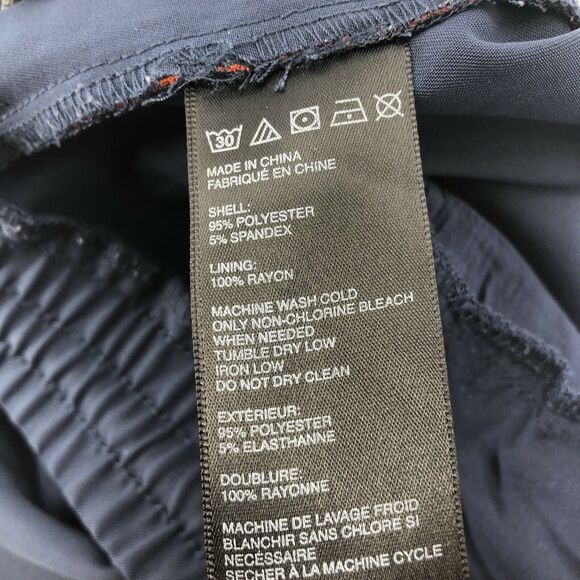 30
MADE IN CHINA
FABRIQUÉ EN CHINE
SHELL:
95% POLYESTER
5% SPANDEX
LINING:
100% RAYON
MACHINE WASH COLD
ONLY NON-CHLORINE BLEACH
WHEN NEEDED
TUMBLE DRY LOW
IRON LOW
DO NOT DRY CLEAN
EXTÉRIEUR:
95% POLYESTER
5% ELASTHANNE
DOUBLURE:
100% RAYONNE
MACHINE DE LAVAGE FROID
BLANCHIR SANS CHLORE SI
NÉCESSAIRE
SÉCHER À LA MACHINE CYCLE